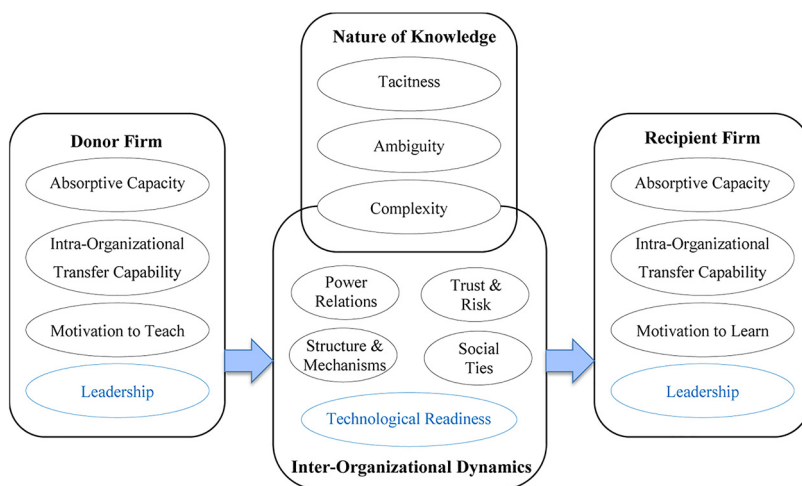 Nature of Knowledge
Tacitness
Ambiguity
Complexity
Donor Firm
Absorptive Capacity
Intra-Organizational
Transfer Capability
Motivation to Teach
Leadership
Power
Relations
Trust &
Risk
Structure &
Mechanisms
Social
Ties
Technological Readiness
Inter-Organizational Dynamics
Recipient Firm
Absorptive Capacity
Intra-Organizational
Transfer Capability
Motivation to Learn
Leadership